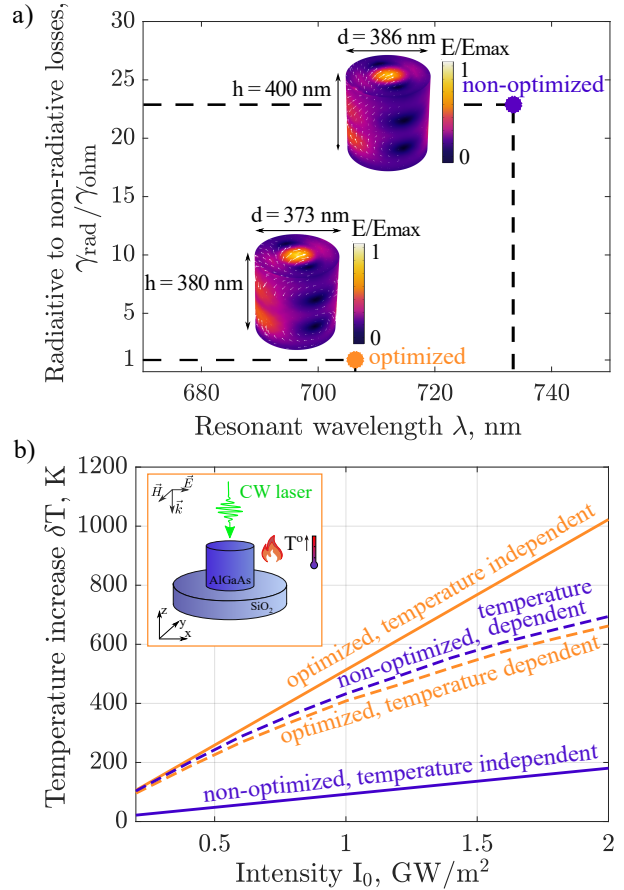 a)
Radiaitive to non-radiative losses,
γrad/γohm
30
25
20
15
10
5
1
d = 386 nm
E/Emax
h = 400 nm
1
0
non-optimized
d = 373 nm
E/Emax
h = 380 nm
1
0
optimized
680
700
720
740
Resonant wavelength λ, nm
b)
Temperature increase δT, K
1200
1000
800
600
400
200
0
H⃗
E⃗
k⃗
CW laser
T°↑
AlGaAs
SiO₂
z
y
x
optimized, temperature independent
temperature
non-optimized, dependent
optimized, temperature dependent
non-optimized, temperature independent
0.5
1
1.5
2
Intensity I₀, GW/m²